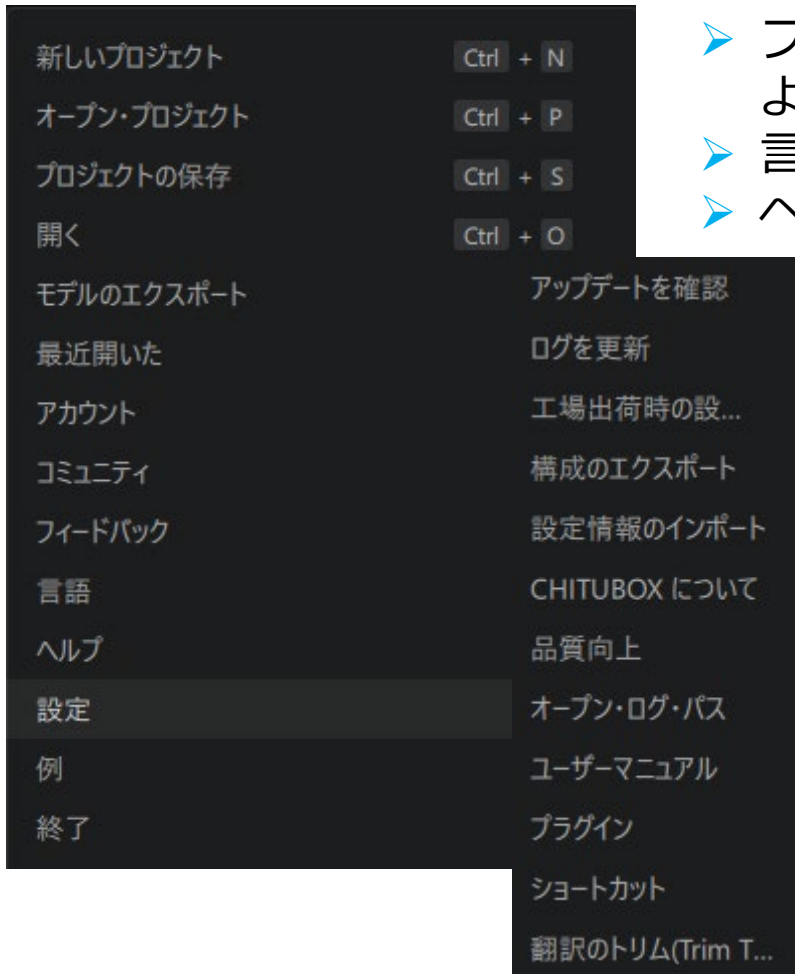 新しいプロジェクト Ctrl + N
オープン・プロジェクト Ctrl + P
プロジェクトの保存 Ctrl + S
開く Ctrl + O
モデルのエクスポート
最近開いた
アカウント
コミュニティ
フィードバック
言語
ヘルプ
設定
例
終了
アップデートを確認
ログを更新
工場出荷時の設...
構成のエクスポート
設定情報のインポート
CHITUBOX について
品質向上
オープン・ログ・パス
ユーザーマニュアル
プラグイン
ショートカット
翻訳のトリム(Trim T...
➢
よ
➢ 言
➢ ヘ